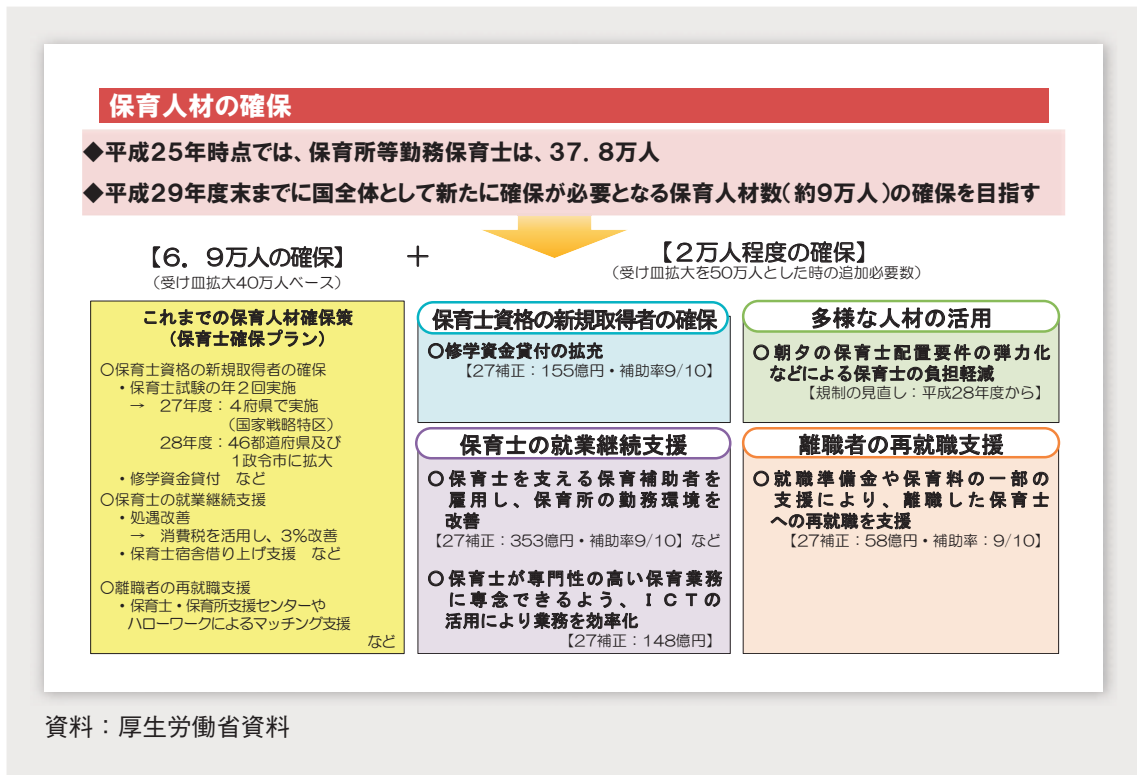 保育人材の確保
◆平成25年時点では、保育所等勤務保育士は、37．8万人
◆平成29年度末までに国全体として新たに確保が必要となる保育人材数（約9万人）の確保を目指す
【6．9万人の確保】
（受け皿拡大40万人ベース）
＋
【2万人程度の確保】
（受け皿拡大を50万人とした時の追加必要数）
これまでの保育人材確保策
（保育士確保プラン）
○保育士資格の新規取得者の確保
・保育士試験の年2回実施
→　27年度：4府県で実施
（国家戦略特区）
28年度：46都道府県及び
1政令市に拡大
・修学資金貸付　など
○保育士の就業継続支援
・処遇改善
→　消費税を活用し、3%改善
・保育士宿舎借り上げ支援　など
○離職者の再就職支援
・保育士・保育所支援センターや
ハローワークによるマッチング支援
など
保育士資格の新規取得者の確保
○修学資金貸付の拡充
【27補正：155億円・補助率9/10】
多様な人材の活用
○朝夕の保育士配置要件の弾力化
などによる保育士の負担軽減
【規制の見直し：平成28年度から】
保育士の就業継続支援
○保育士を支える保育補助者を
雇用し、保育所の勤務環境を
改善
【27補正：353億円・補助率9/10】など
○保育士が専門性の高い保育業務
に専念できるよう、ＩＣＴの
活用により業務を効率化
【27補正：148億円】
離職者の再就職支援
○就職準備金や保育料の一部の
支援により、離職した保育士
への再就職を支援
【27補正：58億円・補助率：9/10】
資料：厚生労働省資料